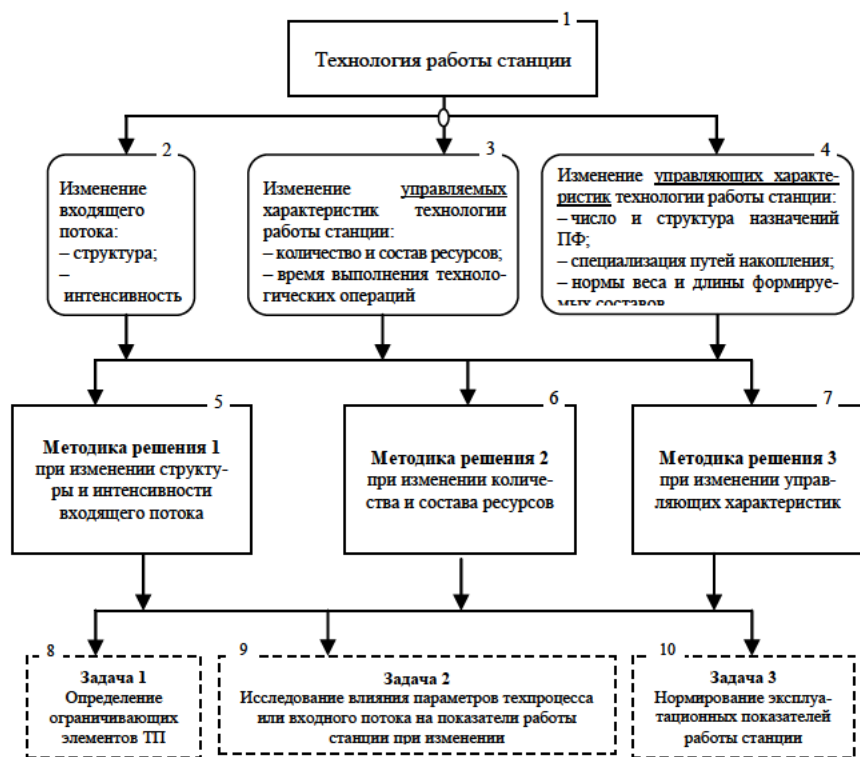 1
Технология работы станции
2
Изменение
входящего
потока:
– структура;
–
интенсивность
3
Изменение управляемых
характеристик технологии
работы станции:
– количество и состав ресурсов;
– время выполнения техноло-
гических операций
4
Изменение управляющих характе-
ристик технологии работы станции:
– число и структура назначений
ПФ;
– специализация путей накопления;
– нормы веса и длины формируе-
мых составов
5
Методика решения 1
при изменении структу-
ры и интенсивности
входящего потока
6
Методика решения 2
при изменении количе-
ства и состава ресурсов
7
Методика решения 3
при изменении управ-
ляющих характеристик
8
Задача 1
Определение
ограничивающих
элементов ТП
9
Задача 2
Исследование влияния параметров техпроцесса
или входного потока на показатели работы
станции при изменении
10
Задача 3
Нормирование эксплуа-
тационных показателей
работы станции